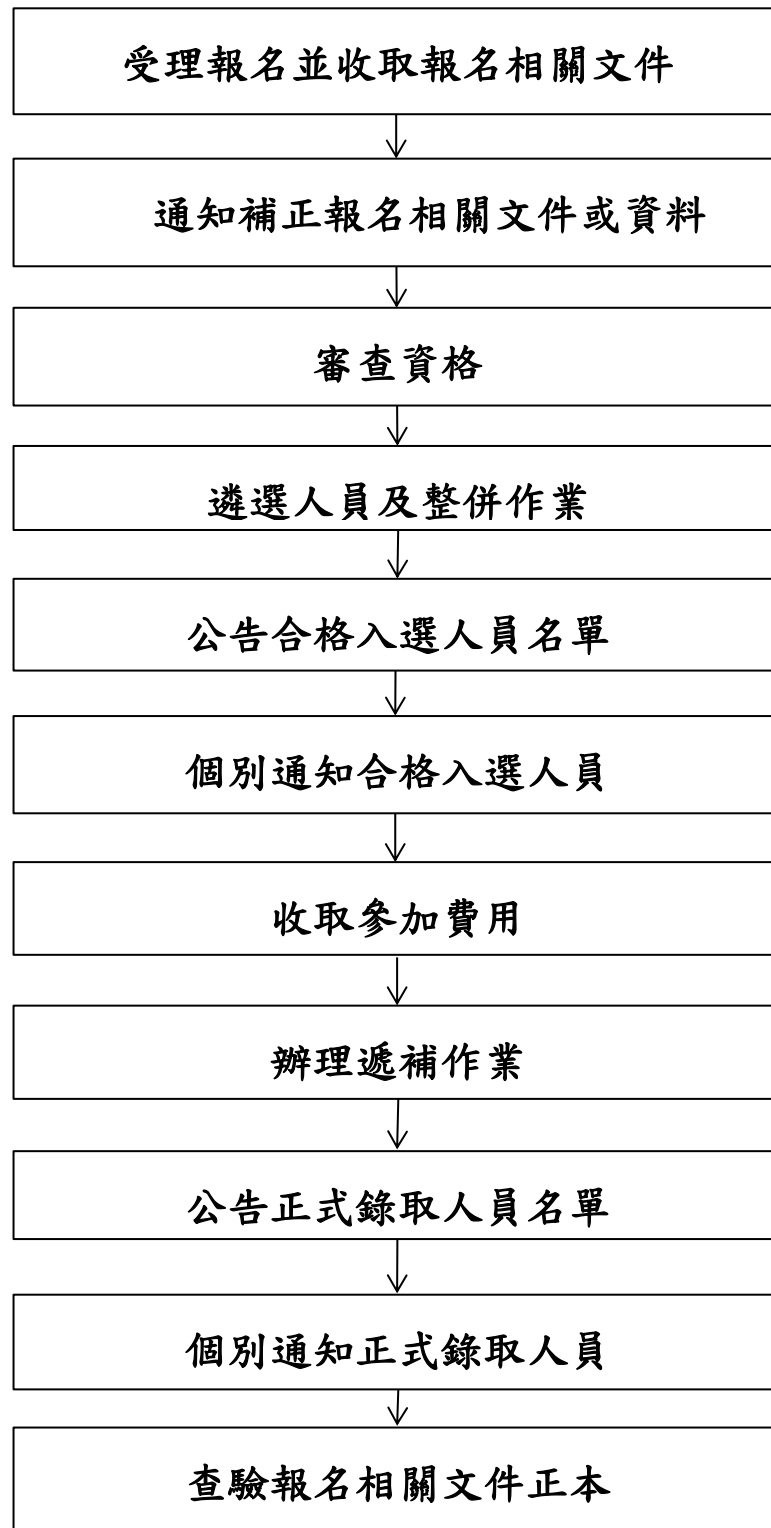 受理報名並收取報名相關文件
通知補正報名相關文件或資料
審查資格
遴選人員及整併作業
公告合格入選人員名單
個別通知合格入選人員
收取參加費用
辦理遞補作業
公告正式錄取人員名單
個別通知正式錄取人員
查驗報名相關文件正本